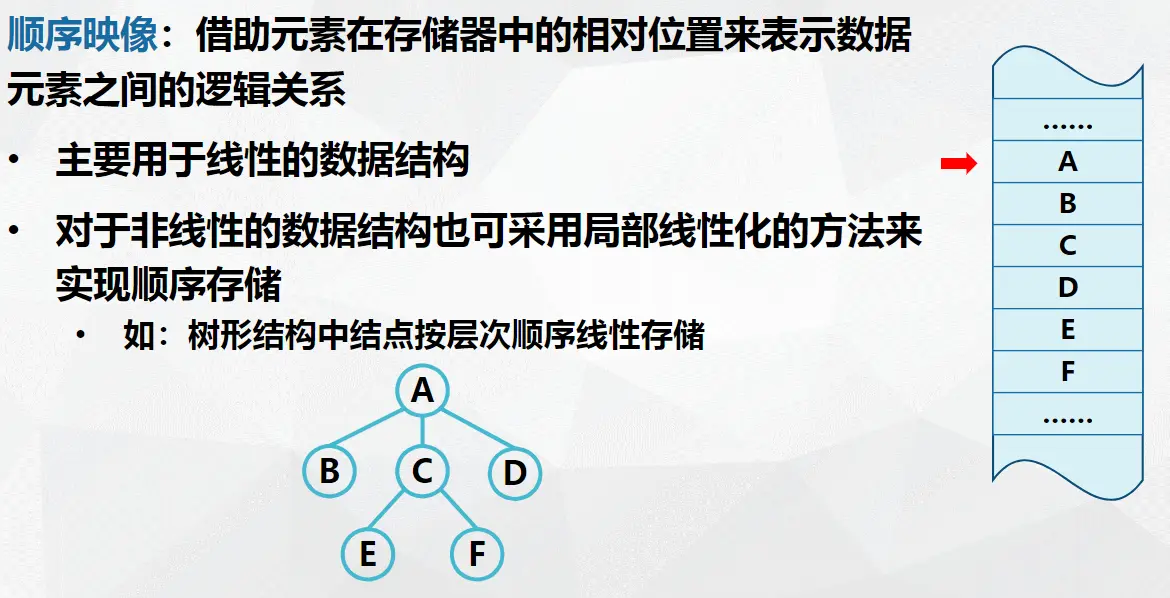 顺序映像：借助元素在存储器中的相对位置来表示数据
元素之间的逻辑关系
• 主要用于线性的数据结构
• 对于非线性的数据结构也可采用局部线性化的方法来
实现顺序存储
• 如：树形结构中结点按层次顺序线性存储
A
B C D
E F
......
A
B
C
D
E
F
......